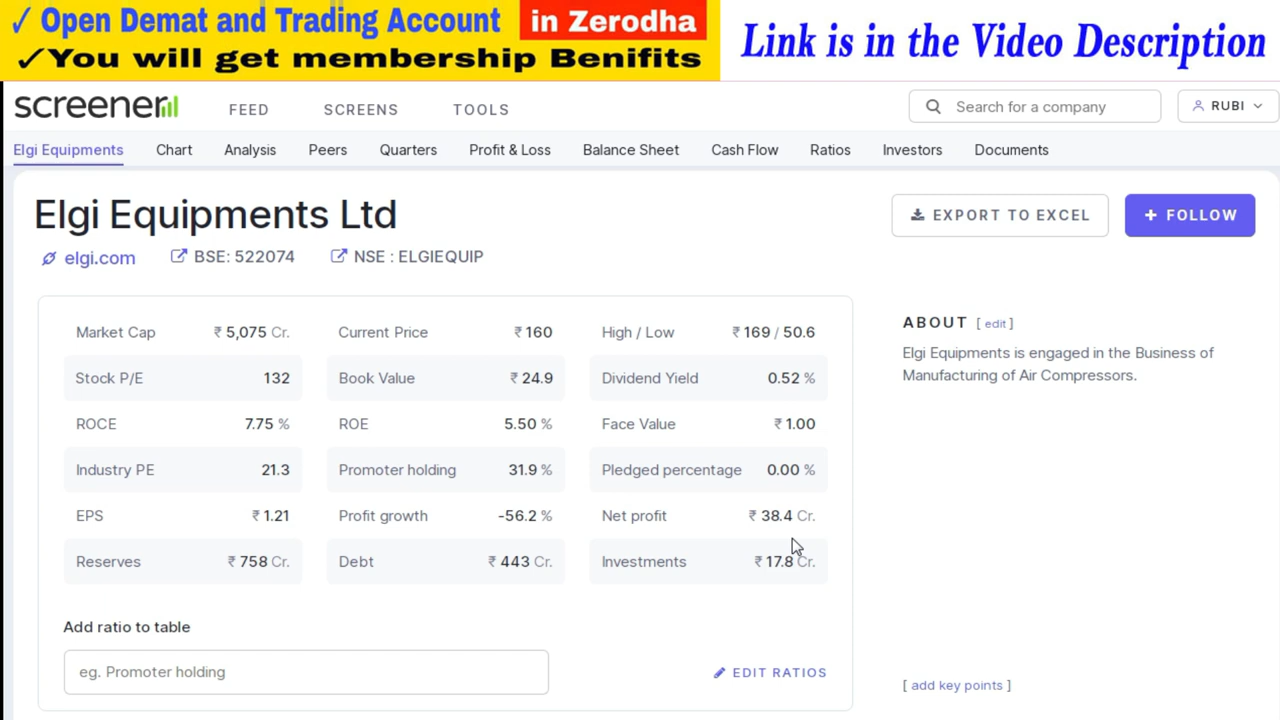 ✓ Open Demat and Trading Account in Zerodha
✓You will get membership Benifits
Link is in the Video Description
screener
FEED SCREENS TOOLS
Search for a company
RUBI
Elgi Equipments Chart Analysis Peers Quarters Profit & Loss Balance Sheet Cash Flow Ratios Investors Documents
Elgi Equipments Ltd
EXPORT TO EXCEL
+ FOLLOW
elgi.com BSE: 522074 NSE : ELGIEQUIP
Market Cap ₹ 5,075 Cr. Current Price ₹ 160 High / Low ₹ 169 / 50.6
Stock P/E 132 Book Value ₹ 24.9 Dividend Yield 0.52 %
ROCE 7.75 % ROE 5.50 % Face Value ₹ 1.00
Industry PE 21.3 Promoter holding 31.9 % Pledged percentage 0.00 %
EPS ₹ 1.21 Profit growth -56.2 % Net profit ₹ 38.4 Cr.
Reserves ₹ 758 Cr. Debt ₹ 443 Cr. Investments ₹ 17.8 Cr.
Add ratio to table
eg. Promoter holding
EDIT RATIOS
ABOUT [ edit ]
Elgi Equipments is engaged in the Business of
Manufacturing of Air Compressors.
[ add key points ]